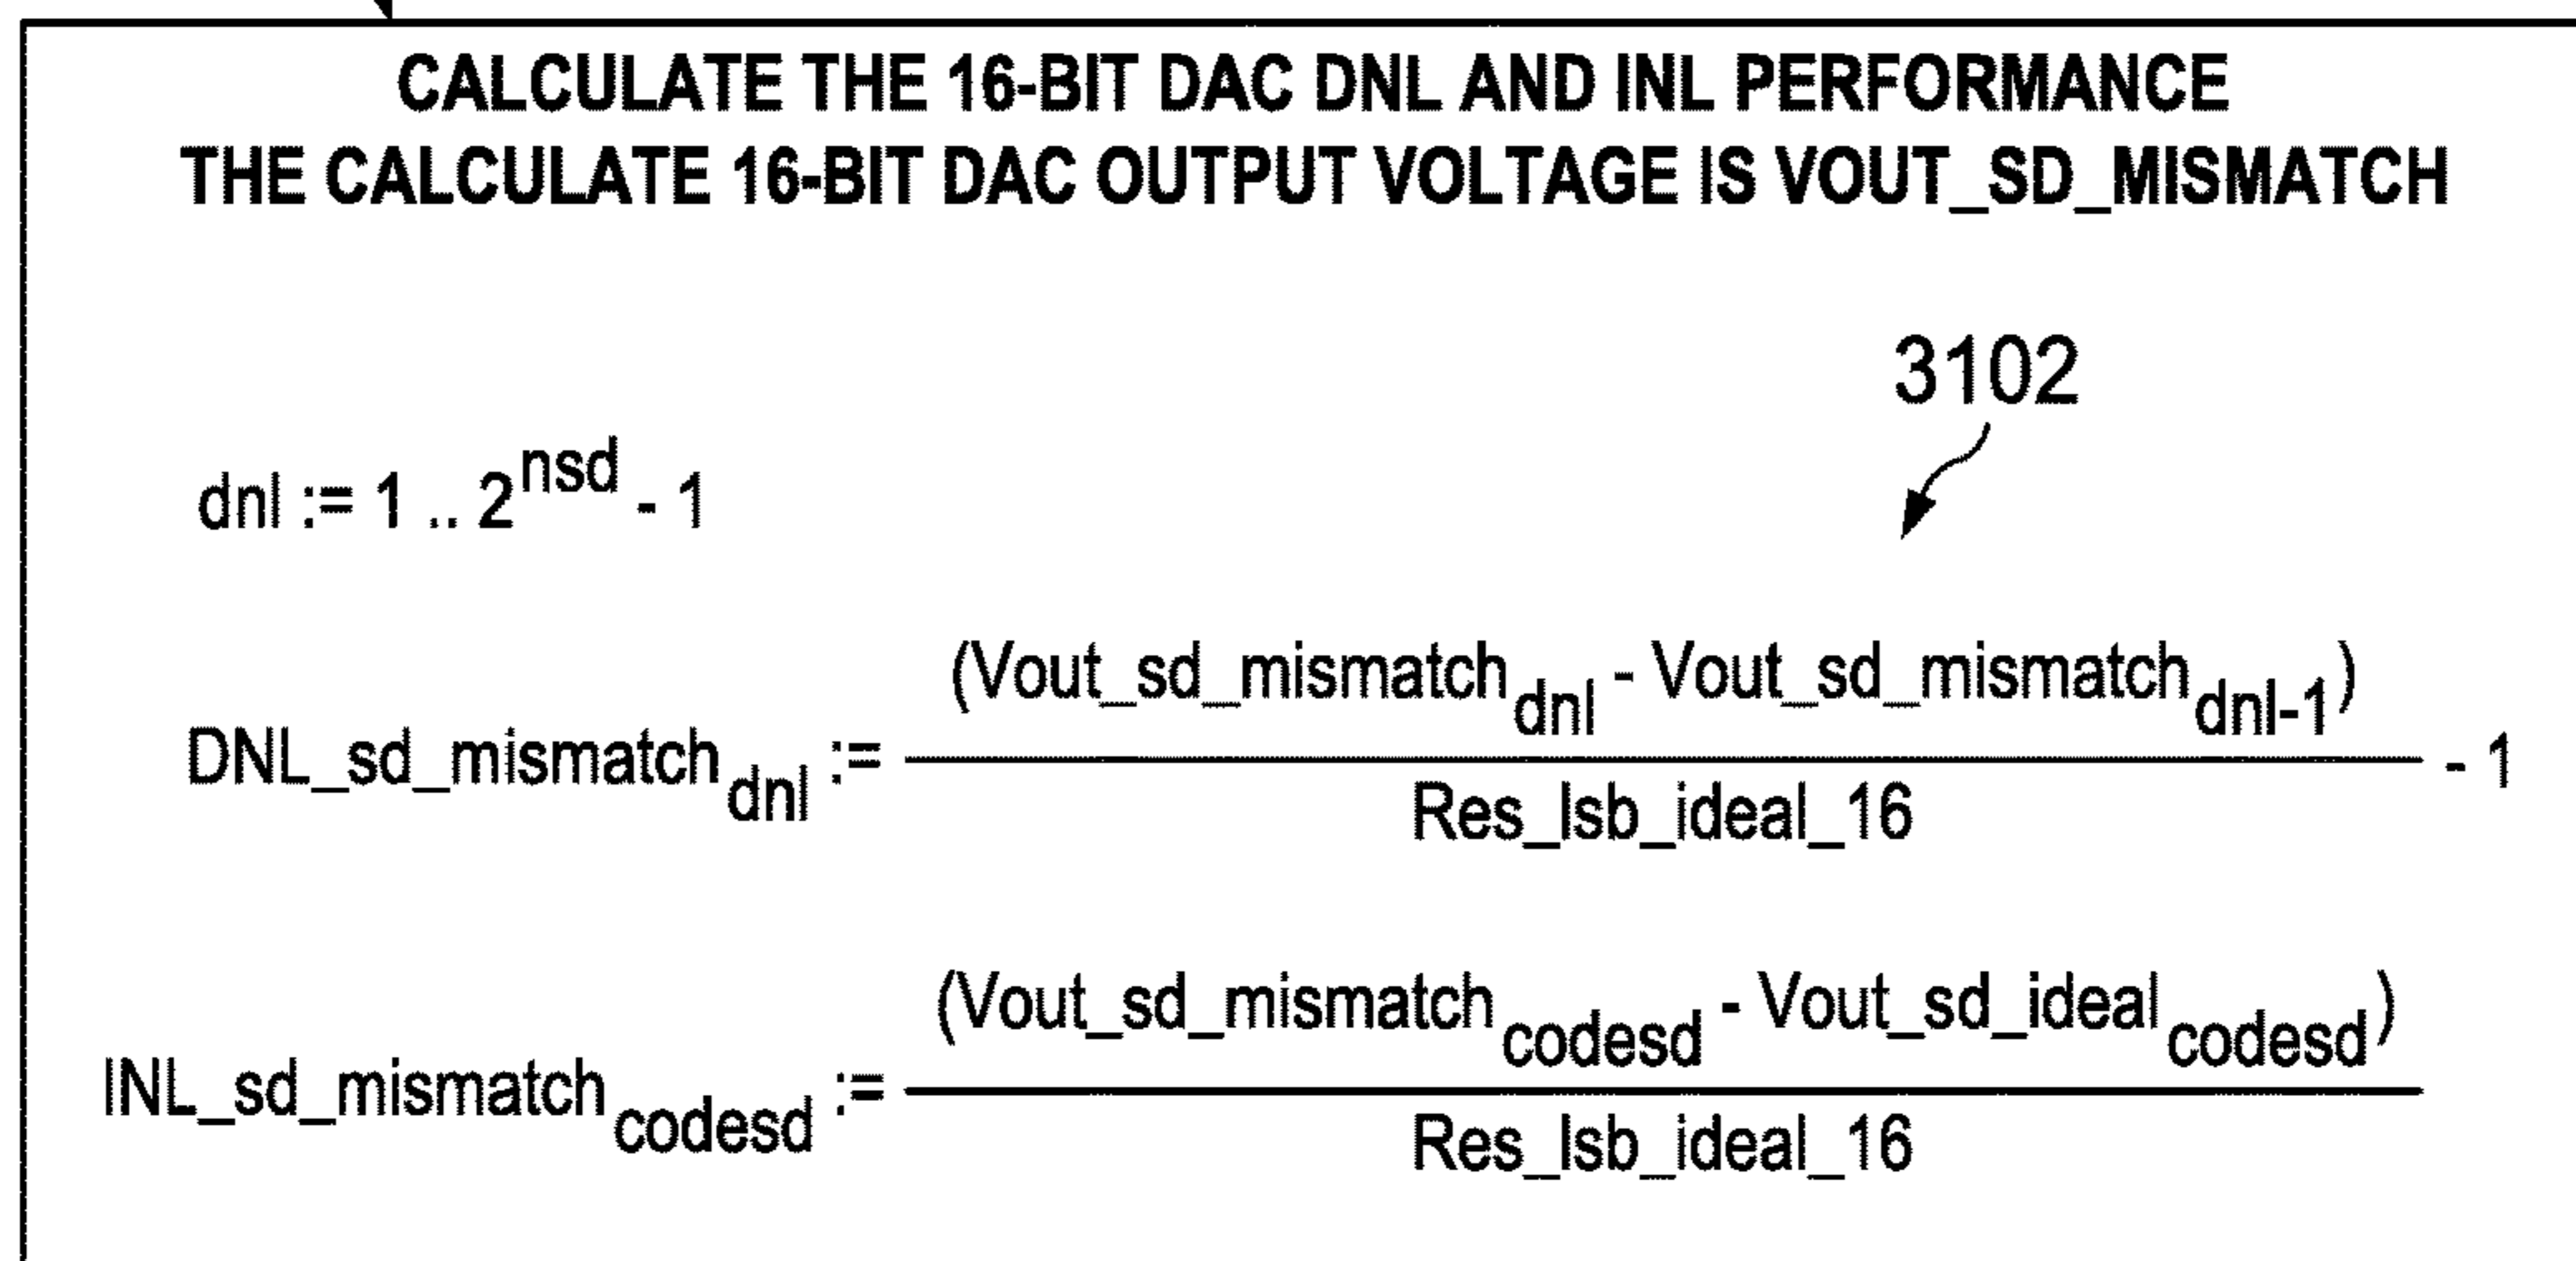 CALCULATE THE 16-BIT DAC DNL AND INL PERFORMANCE
THE CALCULATE 16-BIT DAC OUTPUT VOLTAGE IS VOUT_SD_MISMATCH
3102
dnl := 1 .. 2^nsd - 1
DNL_sd_mismatch_dnl := (Vout_sd_mismatch_dnl - Vout_sd_mismatch_dnl-1) / Res_lsb_ideal_16 - 1
INL_sd_mismatch_codesd := (Vout_sd_mismatch_codesd - Vout_sd_ideal_codesd) / Res_lsb_ideal_16